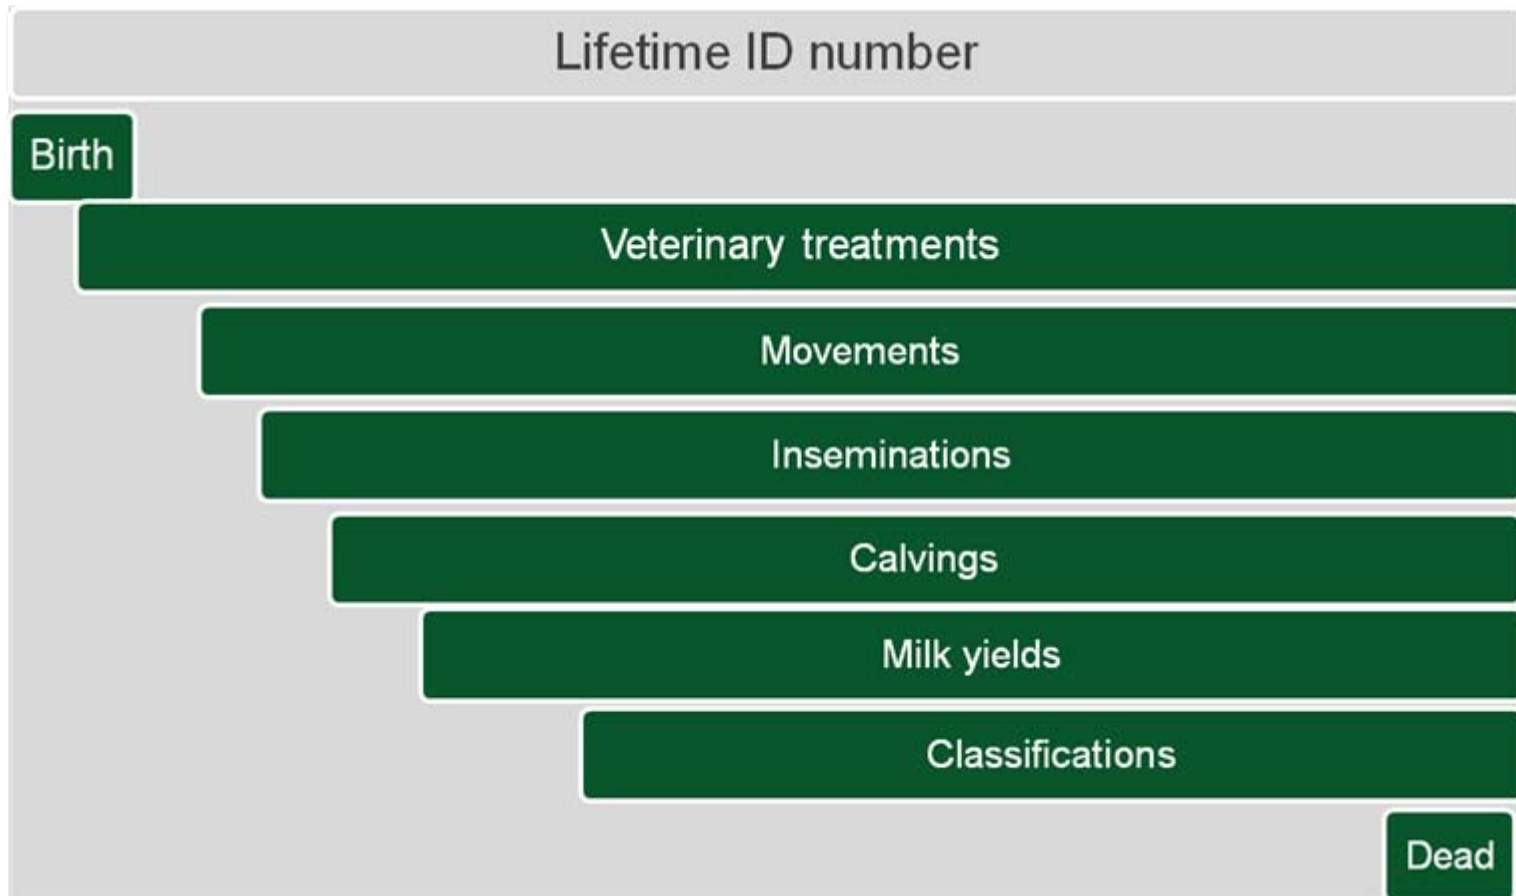 Lifetime ID number
Birth
Veterinary treatments
Movements
Inseminations
Calvings
Milk yields
Classifications
Dead